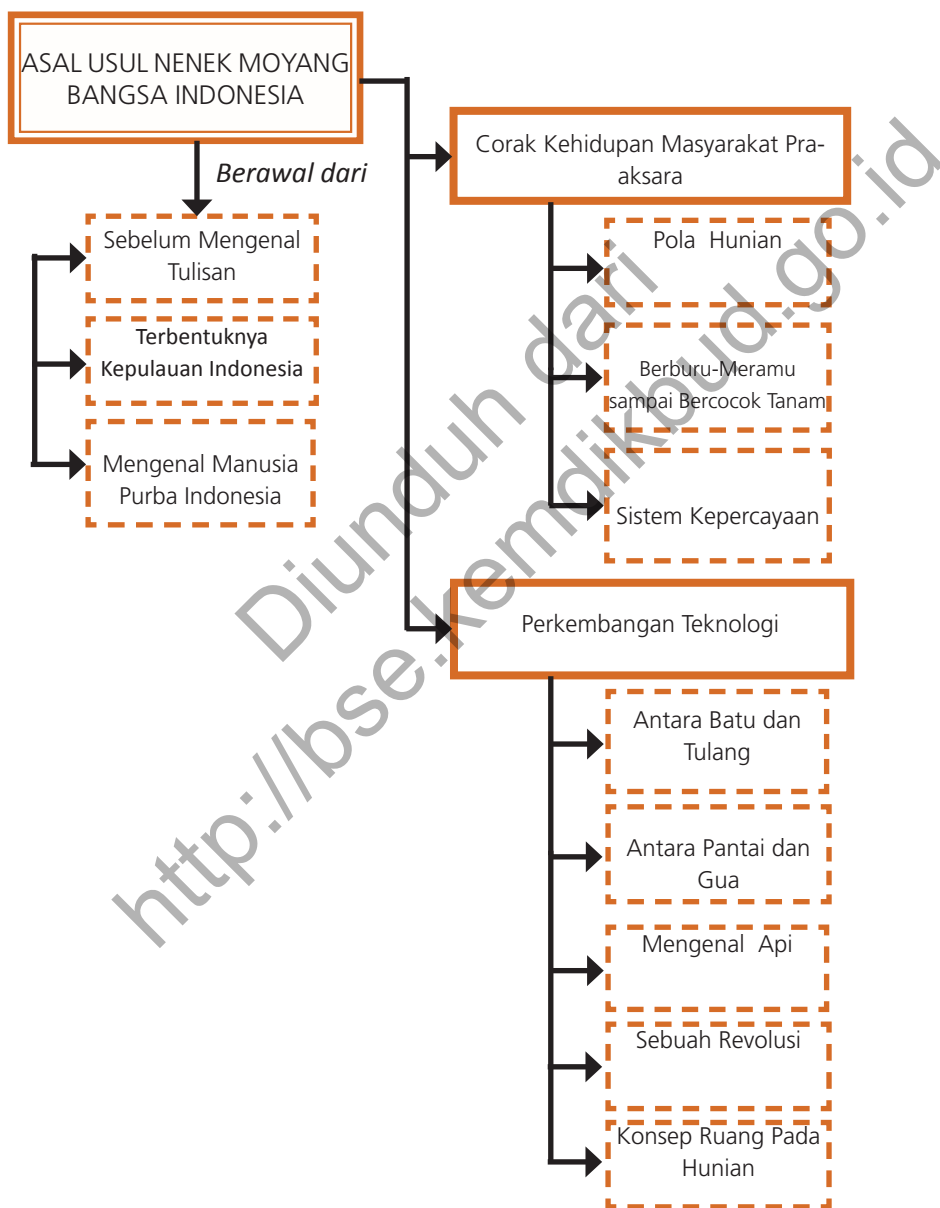 ASAL USUL NENEK MOYANG
BANGSA INDONESIA
Berawal dari
Sebelum Mengenal
Tulisan
Terbentuknya
Kepulauan Indonesia
Mengenal Manusia
Purba Indonesia
Corak Kehidupan Masyarakat Pra-
aksara
Pola Hunian
Berburu-Meramu
sampai Bercocok Tanam
Sistem Kepercayaan
Perkembangan Teknologi
Antara Batu dan
Tulang
Antara Pantai dan
Gua
Mengenal Api
Sebuah Revolusi
Konsep Ruang Pada
Hunian
Diunduh dari
http://bse.kemdikbud.go.id